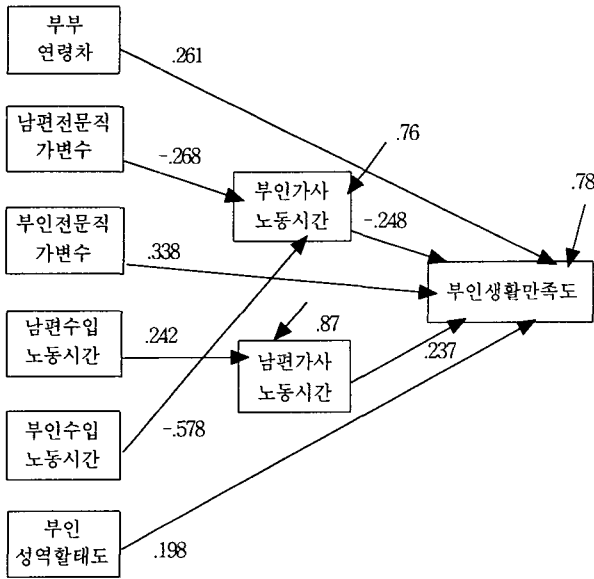 부부
연령차
.261
남편전문직
가변수
-.268
.76
부인가사
노동시간
-.248
.78
부인전문직
가변수
.338
부인생활만족도
남편수입
노동시간
.242
.87
남편가사
노동시간
.237
부인수입
노동시간
-.578
부인
성역할태도
.198